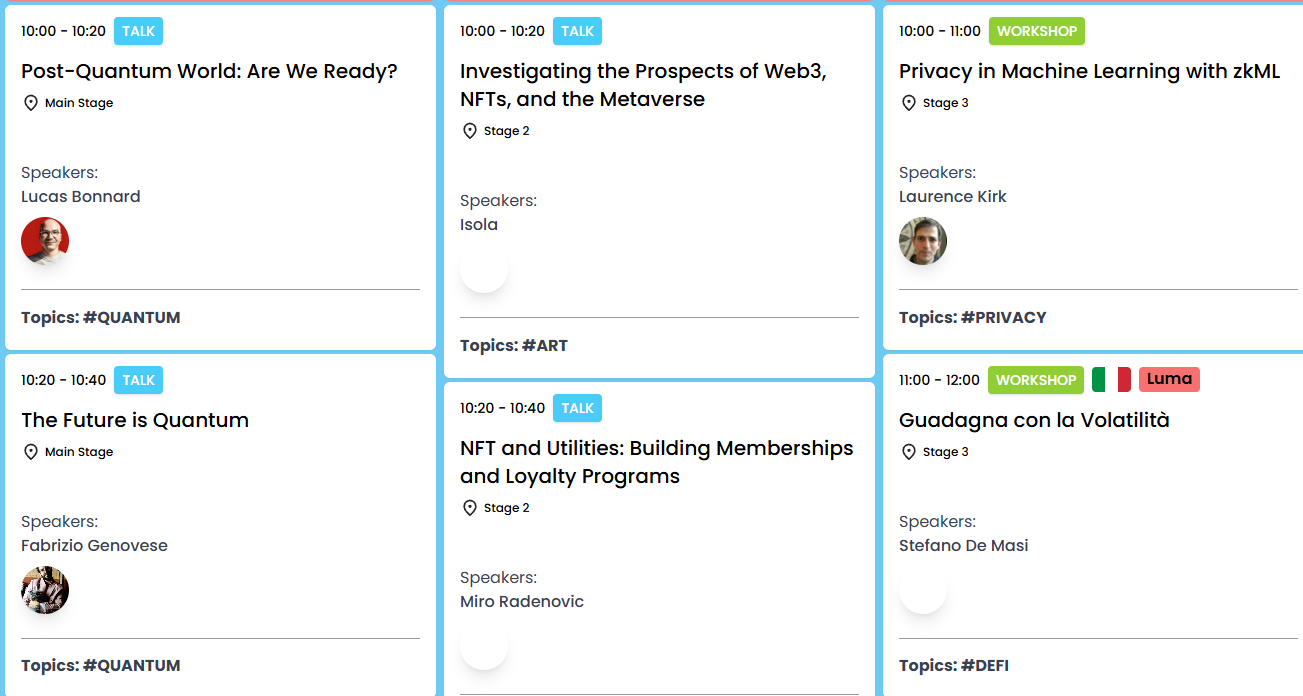 10:00 - 10:20 TALK
Post-Quantum World: Are We Ready?
Main Stage
Speakers:
Lucas Bonnard
Topics: #QUANTUM
10:20 - 10:40 TALK
The Future is Quantum
Main Stage
Speakers:
Fabrizio Genovese
Topics: #QUANTUM
10:00 - 10:20 TALK
Investigating the Prospects of Web3,
NFTs, and the Metaverse
Stage 2
Speakers:
Isola
Topics: #ART
10:20 - 10:40 TALK
NFT and Utilities: Building Memberships
and Loyalty Programs
Stage 2
Speakers:
Miro Radenovic
10:00 - 11:00 WORKSHOP
Privacy in Machine Learning with zkML
Stage 3
Speakers:
Laurence Kirk
Topics: #PRIVACY
11:00 - 12:00 WORKSHOP Luma
Guadagna con la Volatilità
Stage 3
Speakers:
Stefano De Masi
Topics: #DEFI